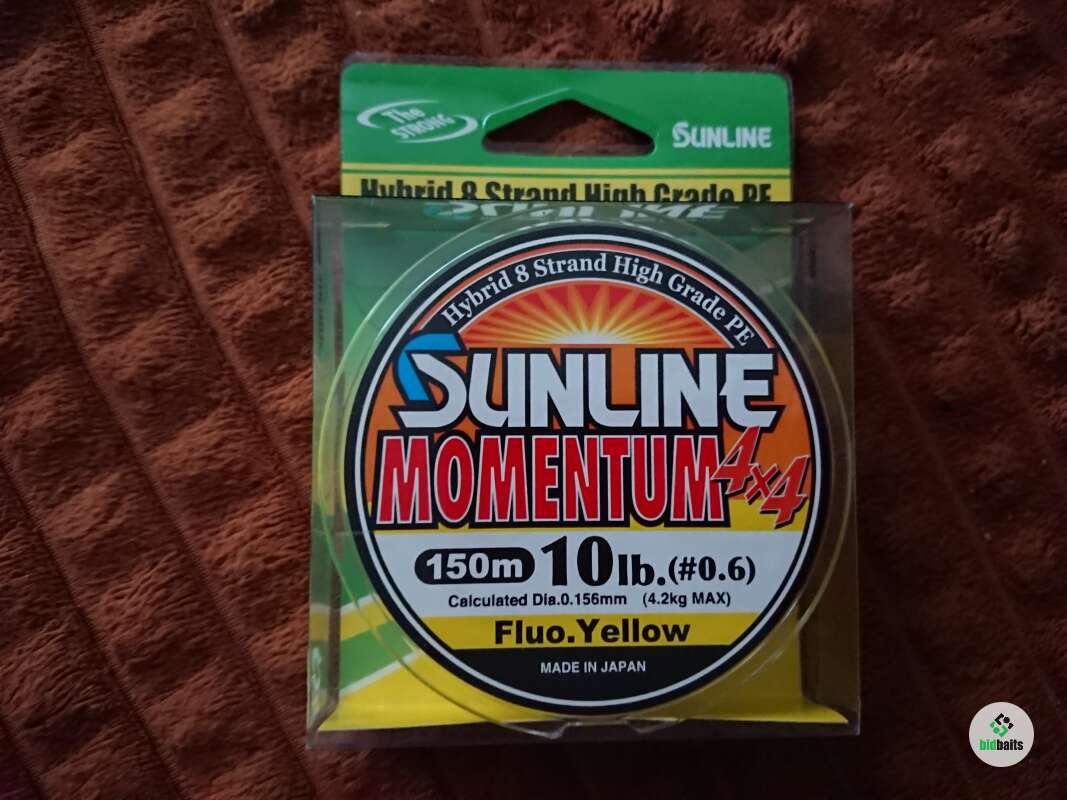 The
STRONG
SUNLINE
Hybrid 8 Strand High Grade PE
Hybrid 8 Strand High Grade PE
SUNLINE
MOMENTUM 4x4
150m 10lb.(#0.6)
Calculated Dia.0.156mm (4.2kg MAX)
Fluo.Yellow
MADE IN JAPAN
bidbaits